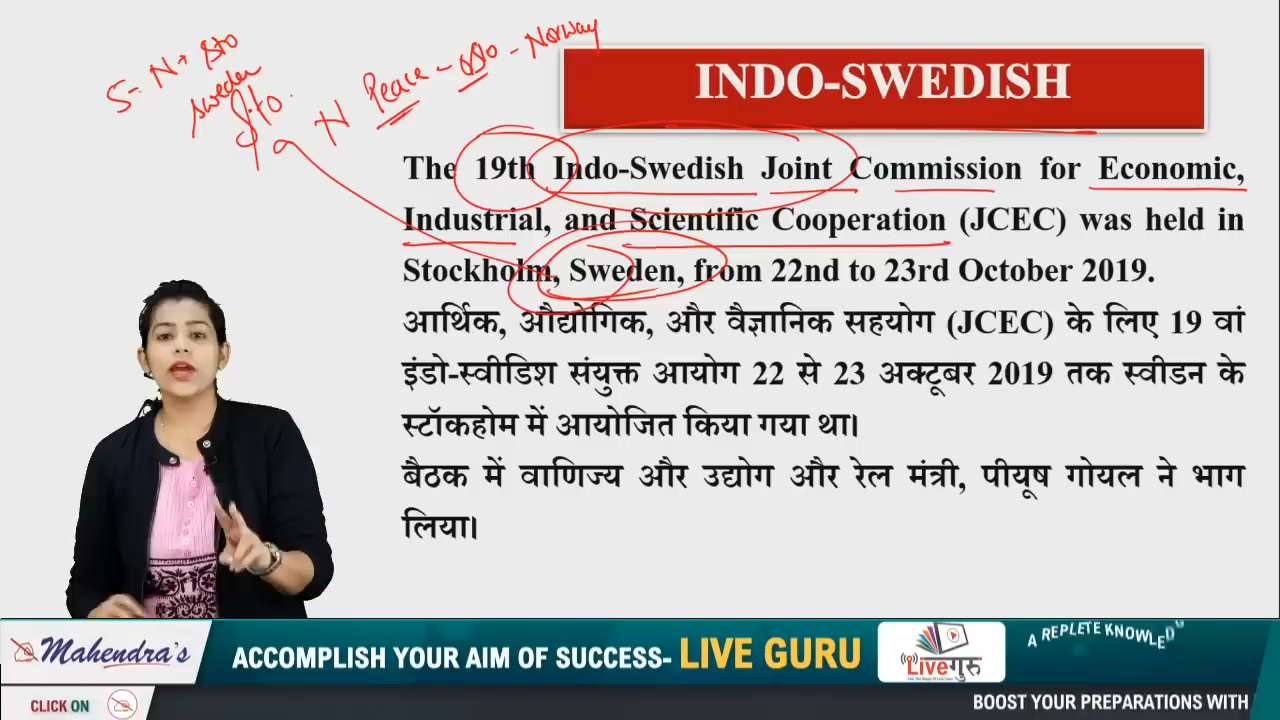 S- N+ Sto
Sweden
Sto.
N Peace - Oslo - Norway
INDO-SWEDISH
The 19th Indo-Swedish Joint Commission for Economic,
Industrial, and Scientific Cooperation (JCEC) was held in
Stockholm, Sweden, from 22nd to 23rd October 2019.
आर्थिक, औद्योगिक, और वैज्ञानिक सहयोग (JCEC) के लिए 19 वां
इंडो-स्वीडिश संयुक्त आयोग 22 से 23 अक्टूबर 2019 तक स्वीडन के
स्टॉकहोम में आयोजित किया गया था।
बैठक में वाणिज्य और उद्योग और रेल मंत्री, पीयूष गोयल ने भाग
लिया।
Mahendra's
ACCOMPLISH YOUR AIM OF SUCCESS- LIVE GURU
Liveगुरु
A REPLETE KNOWLED
CLICK ON
BOOST YOUR PREPARATIONS WITH